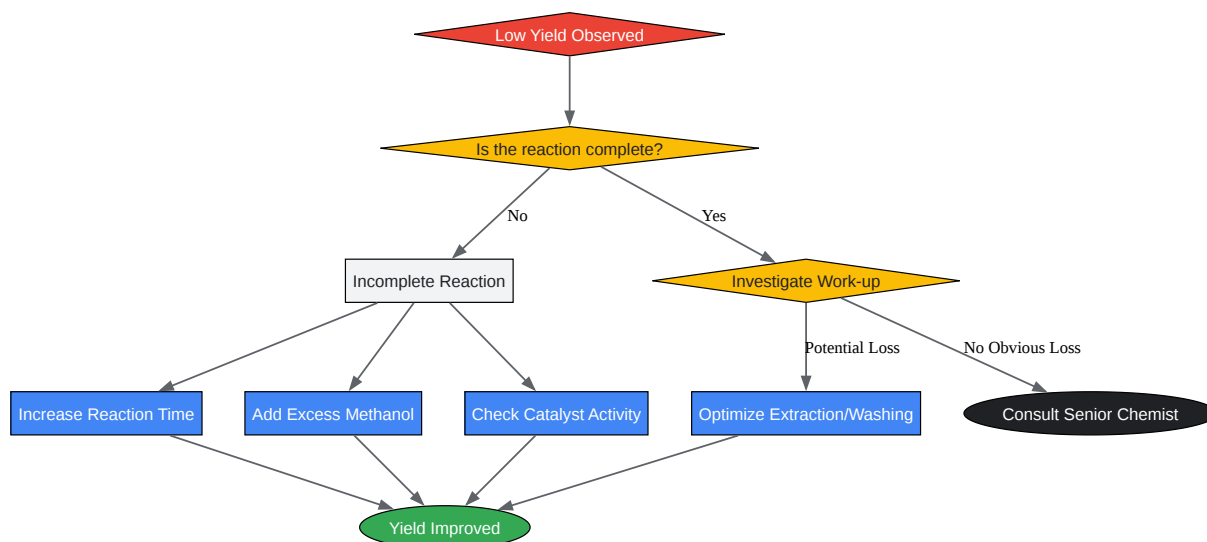 Low Yield Observed
Is the reaction complete?
No
Yes
Incomplete Reaction
Investigate Work-up
Potential Loss
No Obvious Loss
Increase Reaction Time
Add Excess Methanol
Check Catalyst Activity
Optimize Extraction/Washing
Consult Senior Chemist
Yield Improved